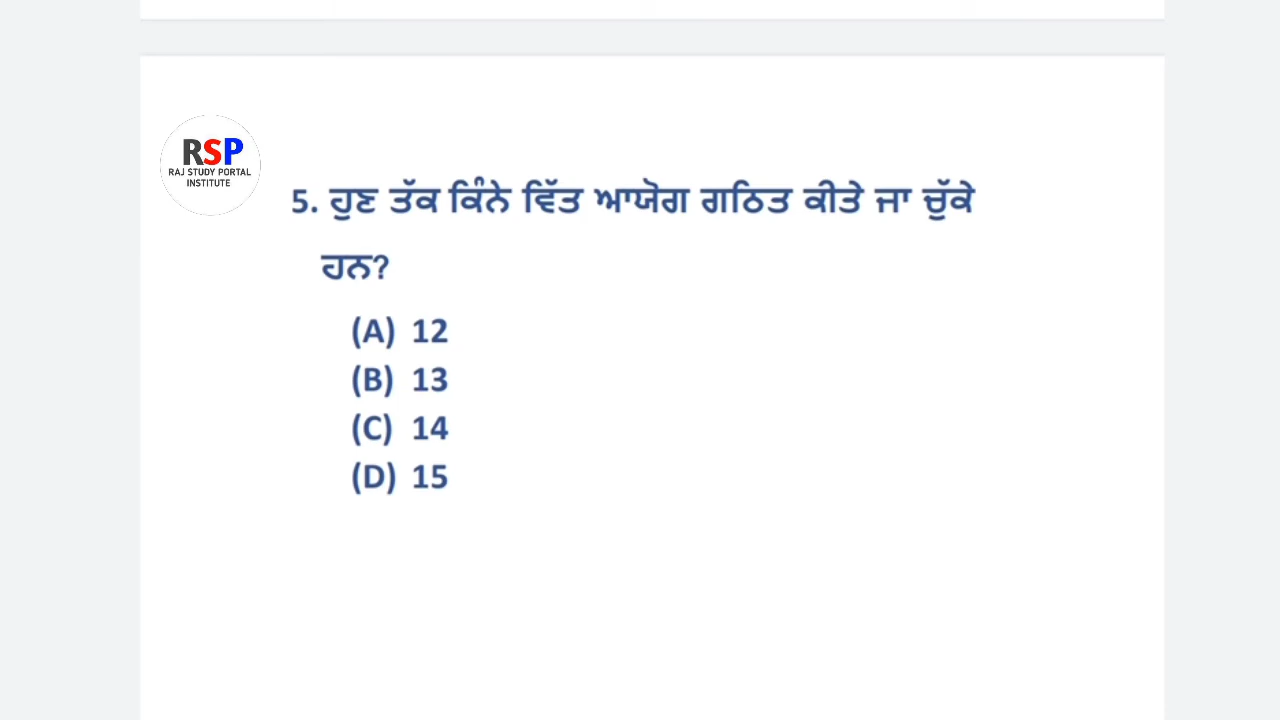 RSP
RAJ STUDY PORTAL
INSTITUTE
5. ਹੁਣ ਤੱਕ ਕਿੰਨੇ ਵਿੱਤ ਆਯੋਗ ਗਠਿਤ ਕੀਤੇ ਜਾ ਚੁੱਕੇ
ਹਨ?
(A) 12
(B) 13
(C) 14
(D) 15